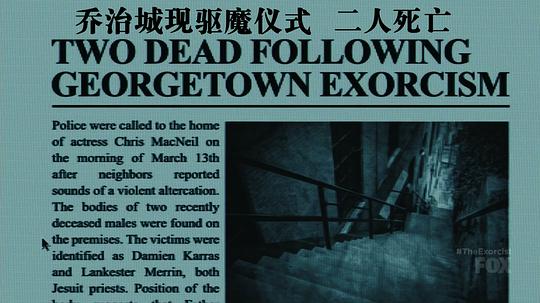 乔治城现驱魔仪式 二人死亡
TWO DEAD FOLLOWING
GEORGETOWN EXORCISM
Police were called to the home
of actress Chris MacNeil on
the morning of March 13th
after neighbors reported
sounds of a violent altercation.
The bodies of two recently
deceased males were found on
the premises. The victims were
identified as Damien Karras
and Lankester Merrin, both
Jesuit priests. Position of the
#TheExorcist
FOX